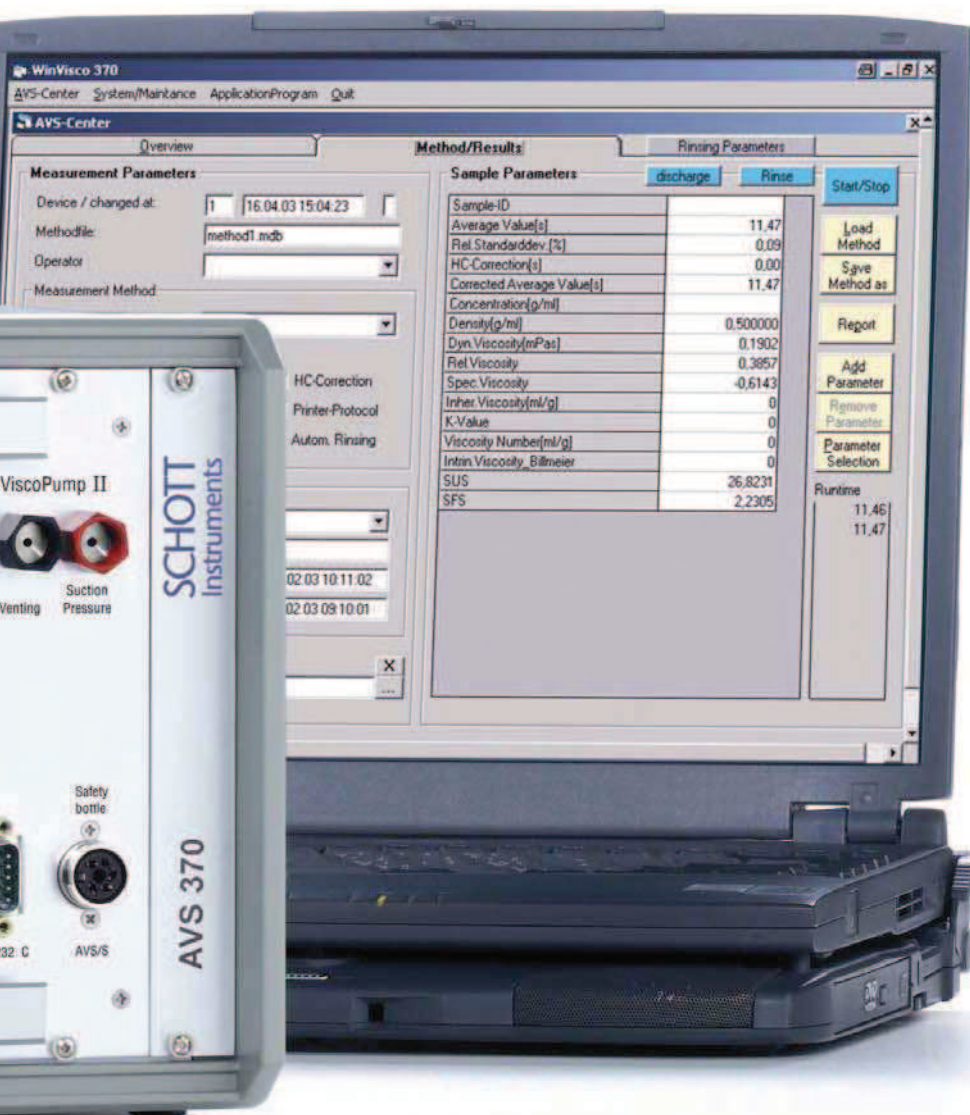 WinVisco 370
AVS-Center System/Maintance ApplicationProgram Quit
AVS-Center
Overview Method/Results Rinsing Parameters
Measurement Parameters
Device / changed at: 1 16.04.03 15:04:23
Methodfile: method1.mdb
Operator
Measurement Method
HC-Correction
Printer-Protocol
Autom. Rinsing
02.03 10:11:02
02.03 09:10:01
X
...
Sample Parameters discharge Rinse
Sample-ID
Average Value[s] 11,47
Rel.Standarddev.[%] 0,09
HC-Correction[s] 0,00
Corrected Average Value[s] 11,47
Concentration[g/ml]
Density[g/ml] 0,500000
Dyn.Viscosity[mPas] 0,1902
Rel.Viscosity 0,3857
Spec.Viscosity -0,6143
Inher.Viscosity[ml/g] 0
K-Value 0
Viscosity Number[ml/g] 0
Intrin.Viscosity_Billmeier 0
SUS 26,8231
SFS 2,2305
Start/Stop
Load
Method
Save
Method as
Report
Add
Parameter
Remove
Parameter
Parameter
Selection
Runtime
11,46
11,47
ViscoPump II
Venting
Suction
Pressure
SCHOTT
Instruments
Safety
bottle
232 C
AVS/S
AVS 370